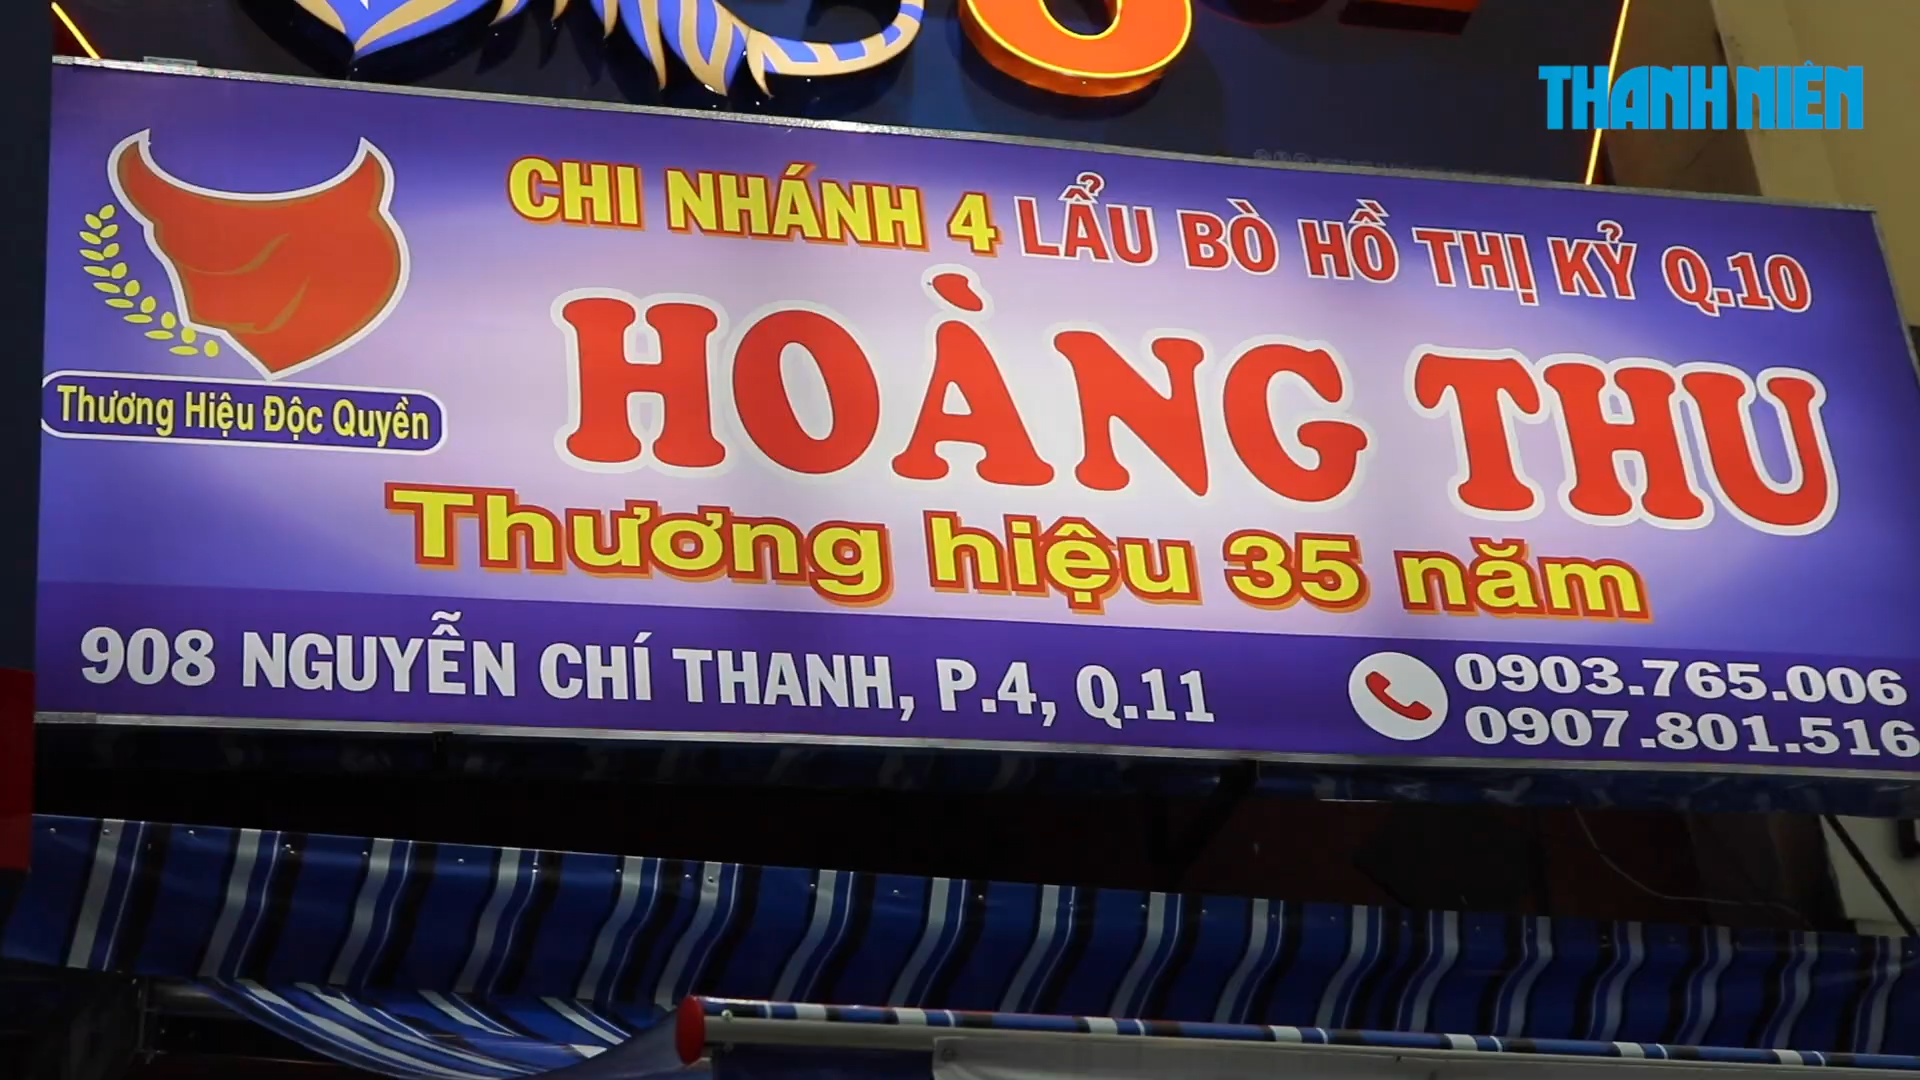 THANH NIÊN
CHI NHÁNH 4 LẨU BÒ HỒ THỊ KỶ Q.10
HOÀNG THU
Thương Hiệu Độc Quyền
Thương hiệu 35 năm
908 NGUYỄN CHÍ THANH, P.4, Q.11
0903.765.006
0907.801.516